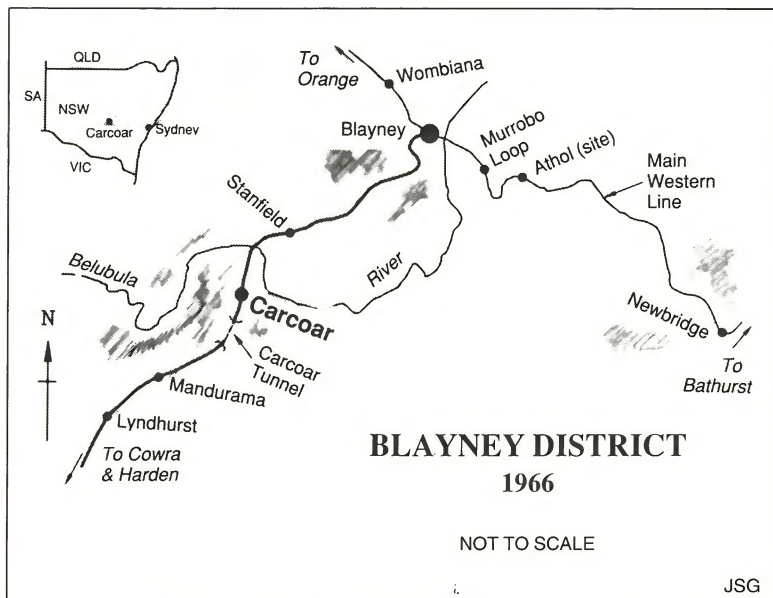 QLD
SA
NSW
Carcoar
Sydney
VIC
To
Orange
Wombiana
Blayney
Murrobo
Loop
Athol (site)
Main
Western
Line
Stanfield
River
Belubula
Carcoar
Newbridge
To
Bathurst
N
Carcoar
Tunnel
Mandurama
Lyndhurst
To Cowra
& Harden
BLAYNEY DISTRICT
1966
NOT TO SCALE
JSG